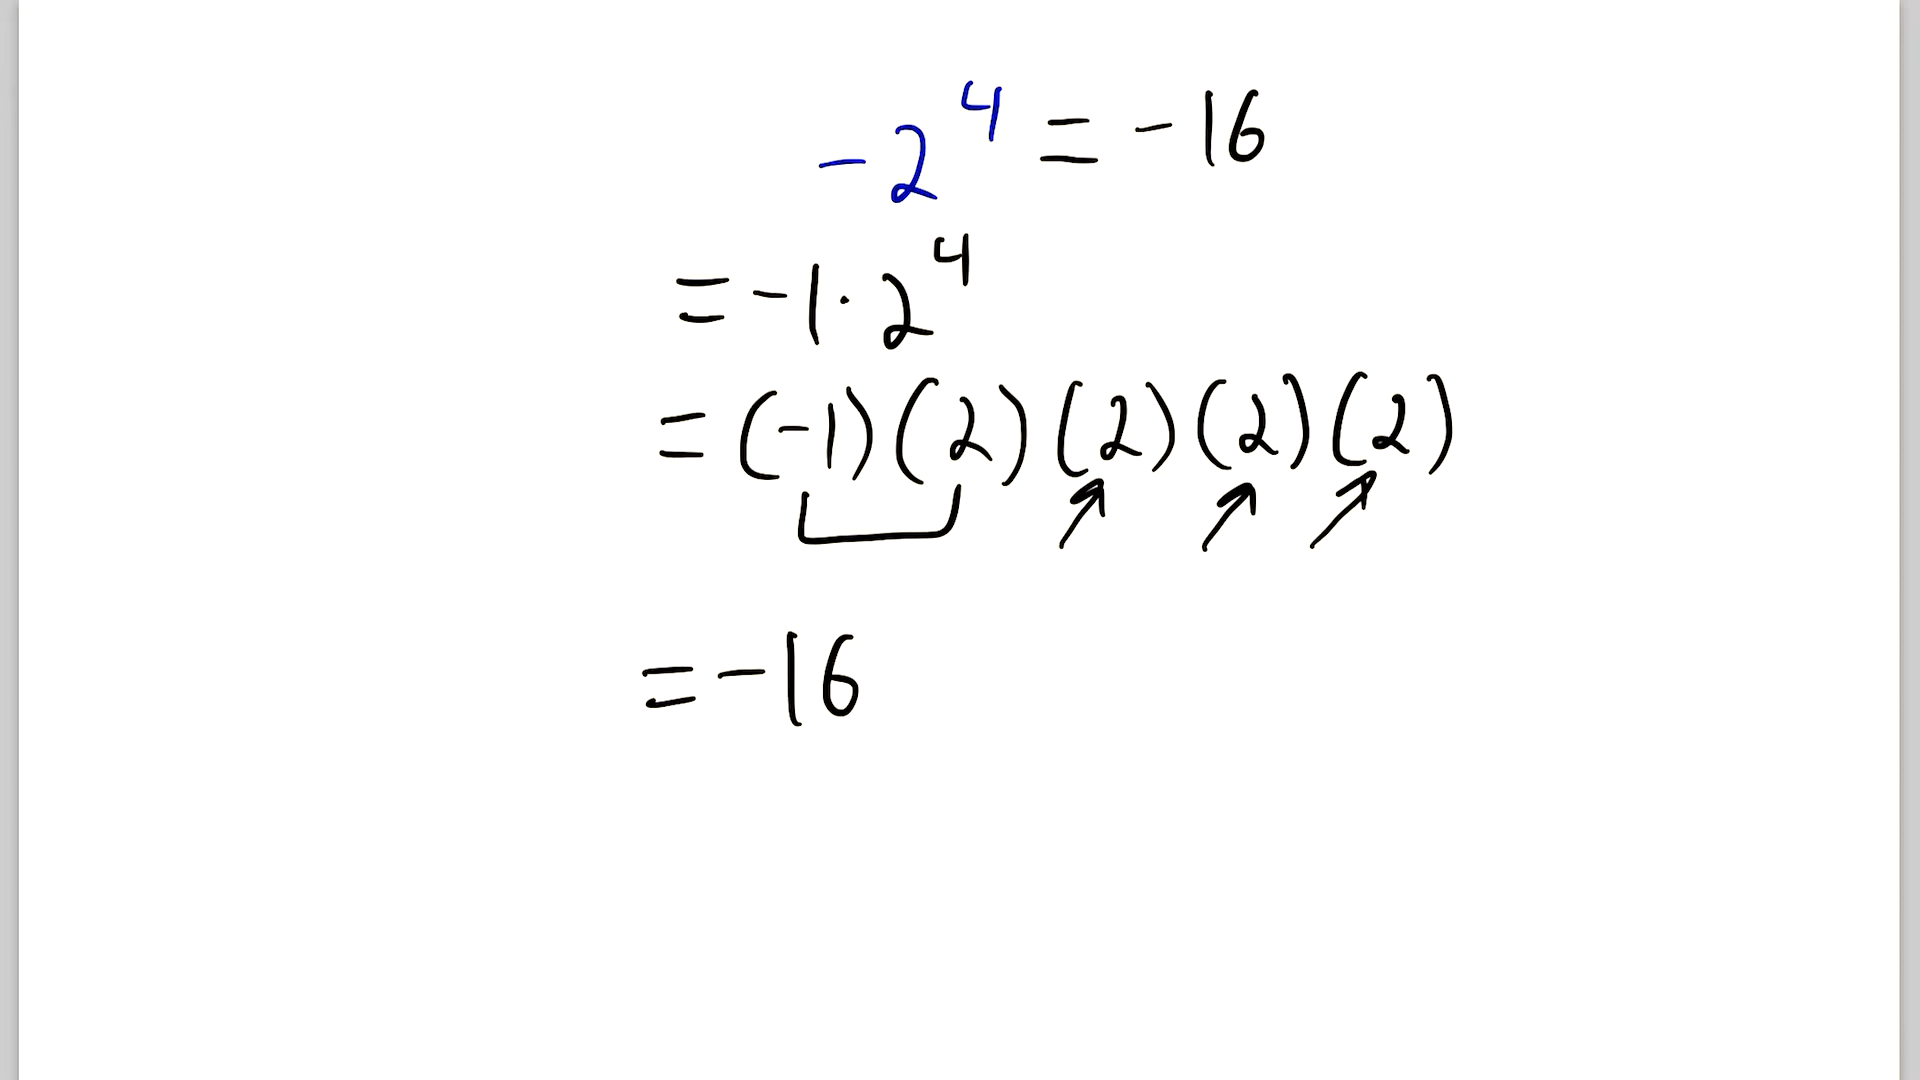 -2⁴ = -16
= -1 · 2⁴
= (-1)(2)(2)(2)(2)
= -16